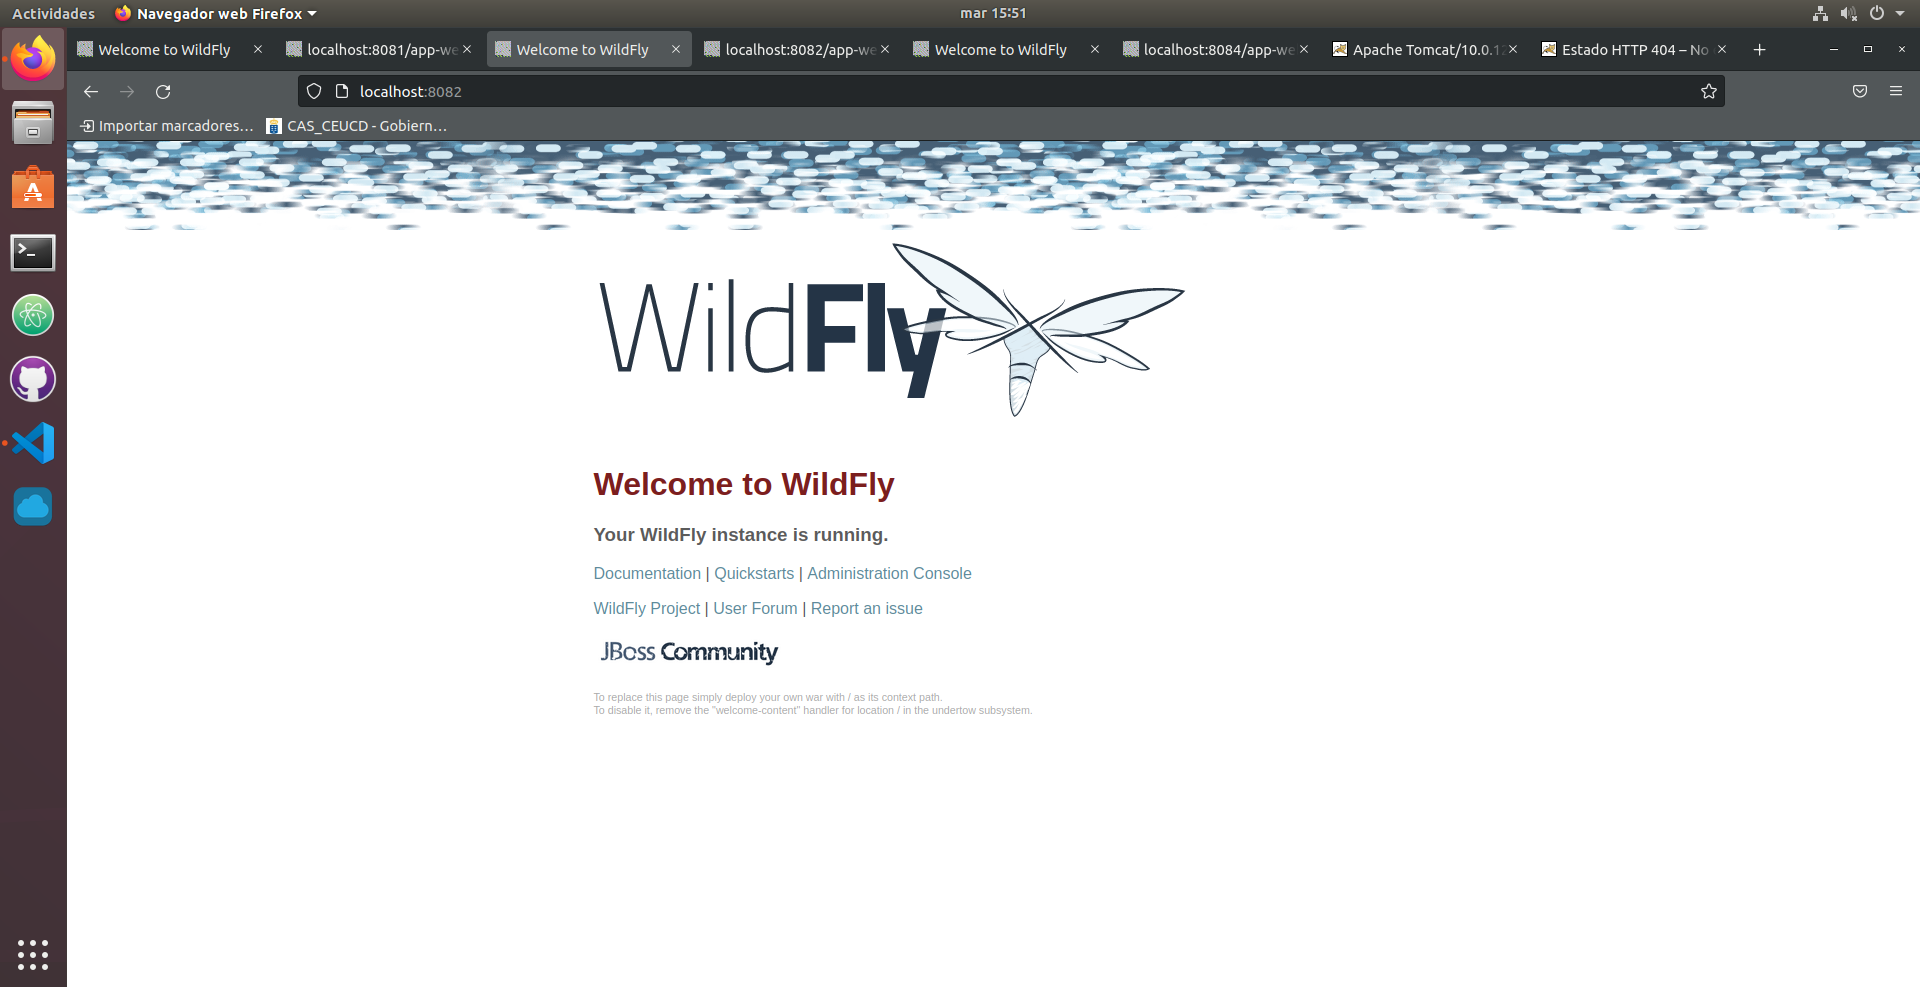 Actividades Navegador web Firefox mar 15:51
Welcome to WildFly localhost:8081/app-we Welcome to WildFly localhost:8082/app-we Welcome to WildFly localhost:8084/app-we Apache Tomcat/10.0.12 Estado HTTP 404 – No
localhost:8082
Importar marcadores… CAS_CEUCD - Gobiern…
WildFly
Welcome to WildFly
Your WildFly instance is running.
Documentation | Quickstarts | Administration Console
WildFly Project | User Forum | Report an issue
JBoss Community
To replace this page simply deploy your own war with / as its context path.
To disable it, remove the "welcome-content" handler for location / in the undertow subsystem.